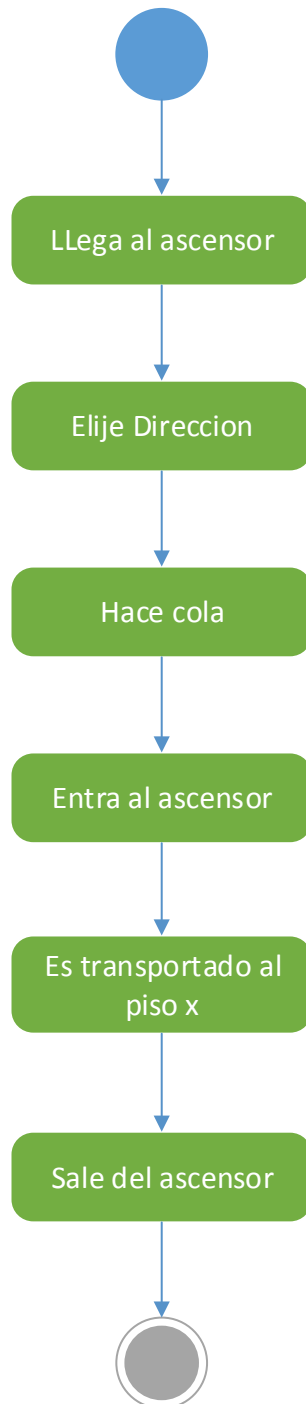 LLega al ascensor
Elije Direccion
Hace cola
Entra al ascensor
Es transportado al
piso x
Sale del ascensor